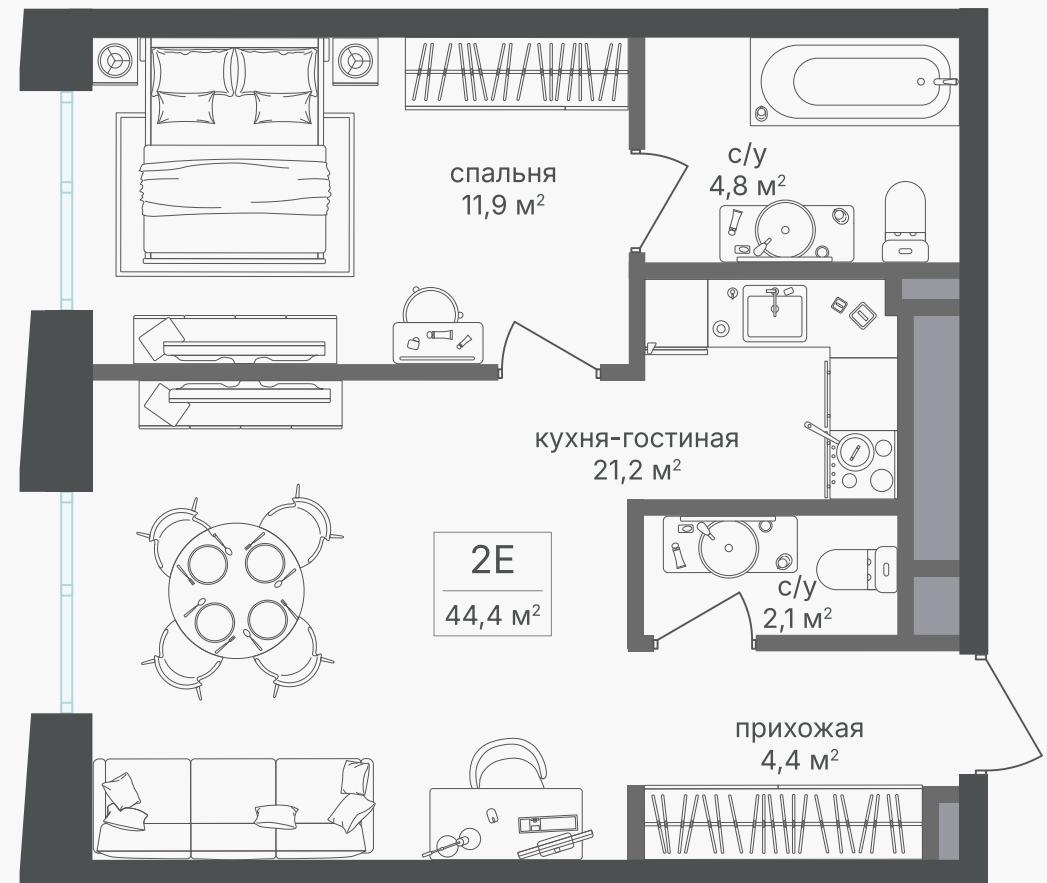 спальня
11,9 м²
с/у
4,8 м²
кухня-гостиная
21,2 м²
2Е
44,4 м²
с/у
2,1 м²
прихожая
4,4 м²